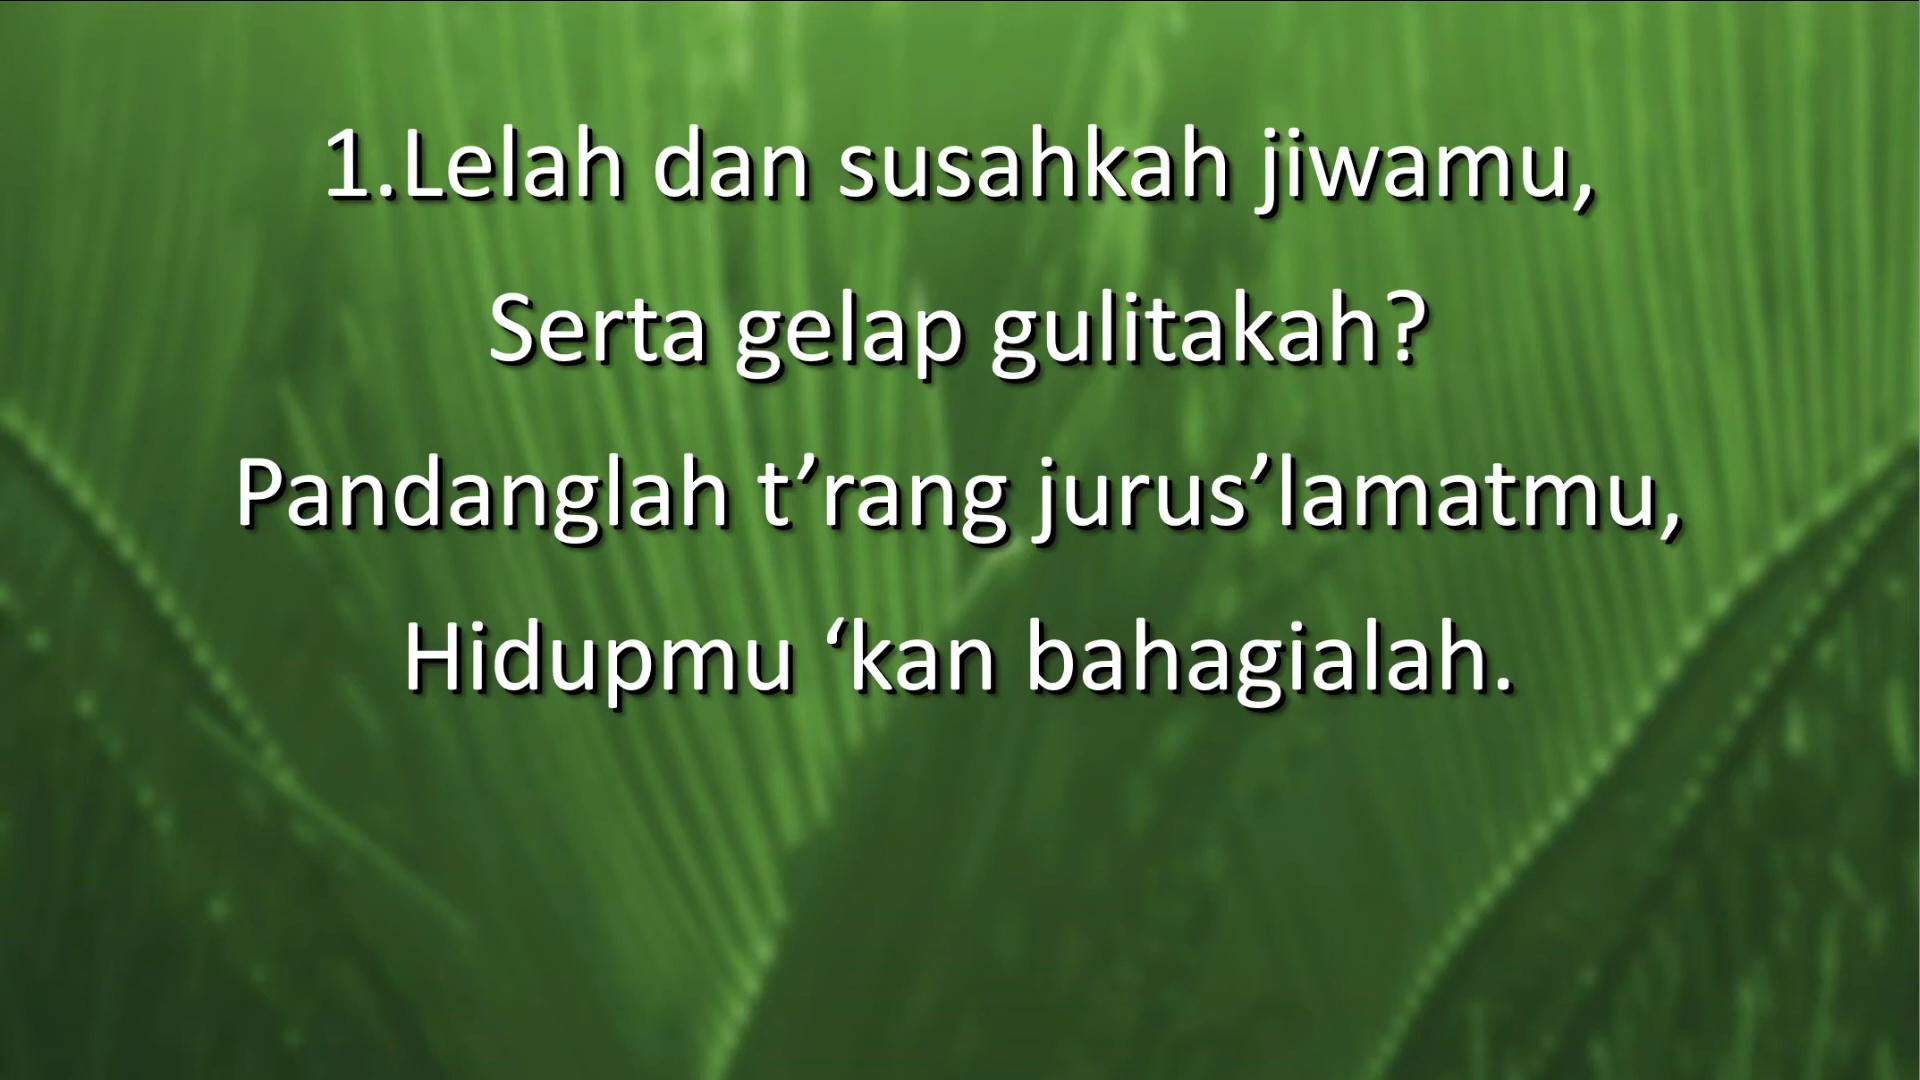 1.Lelah dan susahkah jiwamu,
Serta gelap gulitakah?
Pandanglah t’rang jurus’lamatmu,
Hidupmu ‘kan bahagialah.